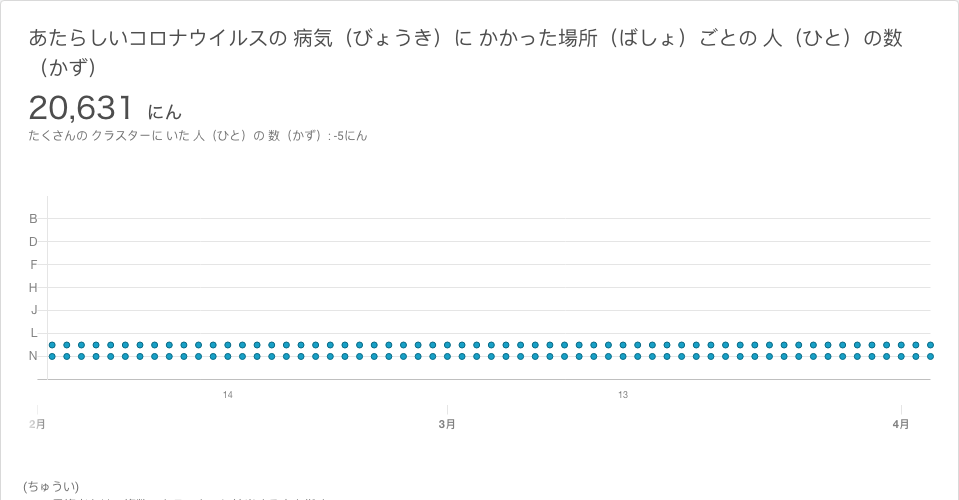 あたらしいコロナウイルスの 病気（びょうき）に かかった場所（ばしょ）ごとの 人（ひと）の数
（かず）
20,631 にん
たくさんの クラスターに いた 人（ひと）の 数（かず）: -5にん
B
D
F
H
J
L
N
14
13
2月
3月
4月
(ちゅうい)